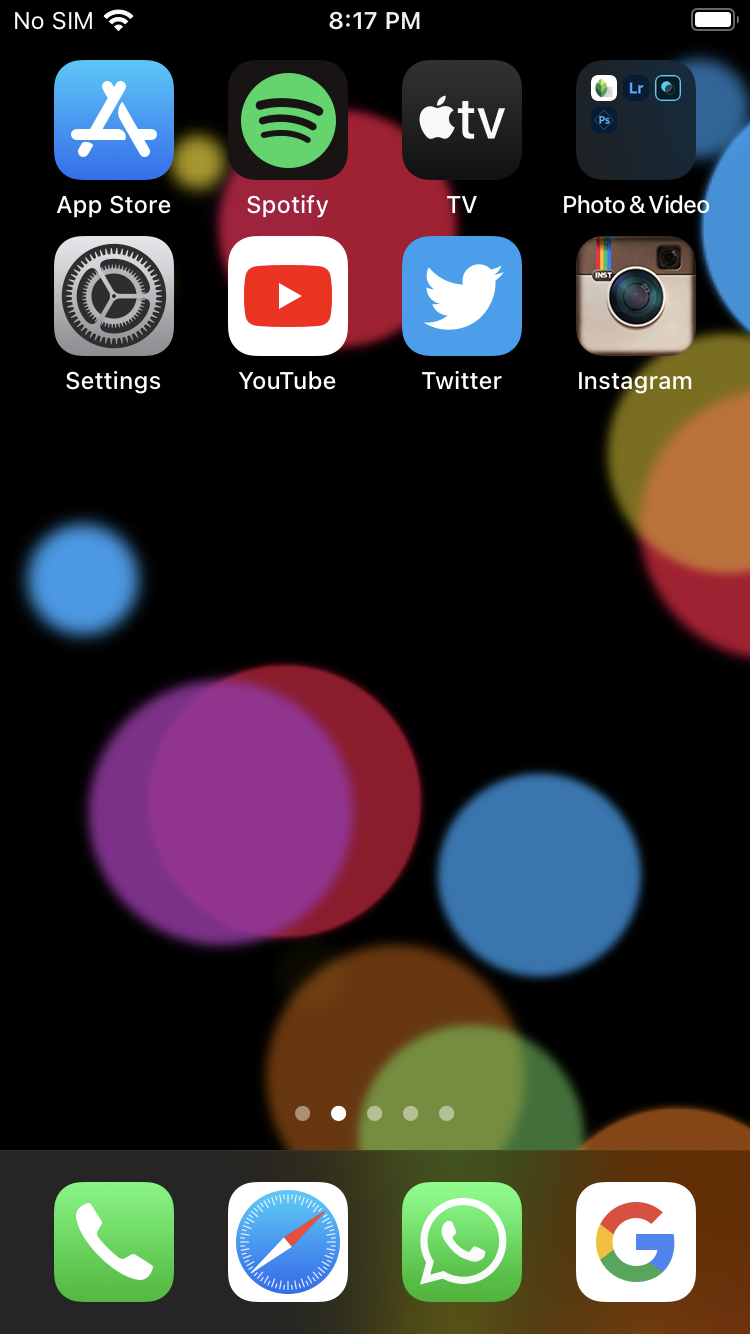 No SIM 8:17 PM
tv
Lr
Ps
App Store Spotify TV Photo & Video
INST
Settings YouTube Twitter Instagram
G